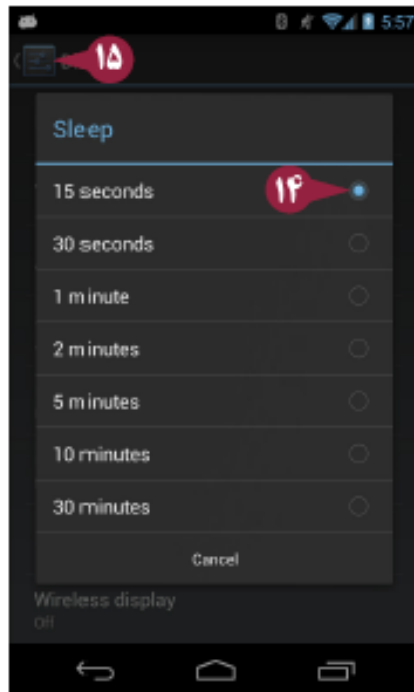 5:57
۱۵
Sleep
15 seconds
۱۴
30 seconds
1 minute
2 minutes
5 minutes
10 minutes
30 minutes
Cancel
Wireless display
Off